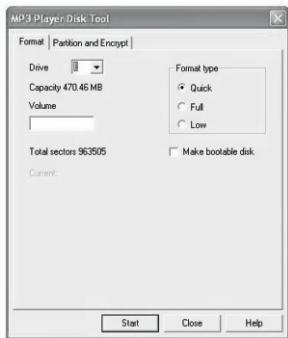 MP3 Player Disk Tool
Format
Partition and Encrypt
Drive
Format type
Capacity 470.46 MB
Quick
Volume
Full
Low
Total sectors 963505
Make bootable disk
Current:
Start
Close
Help